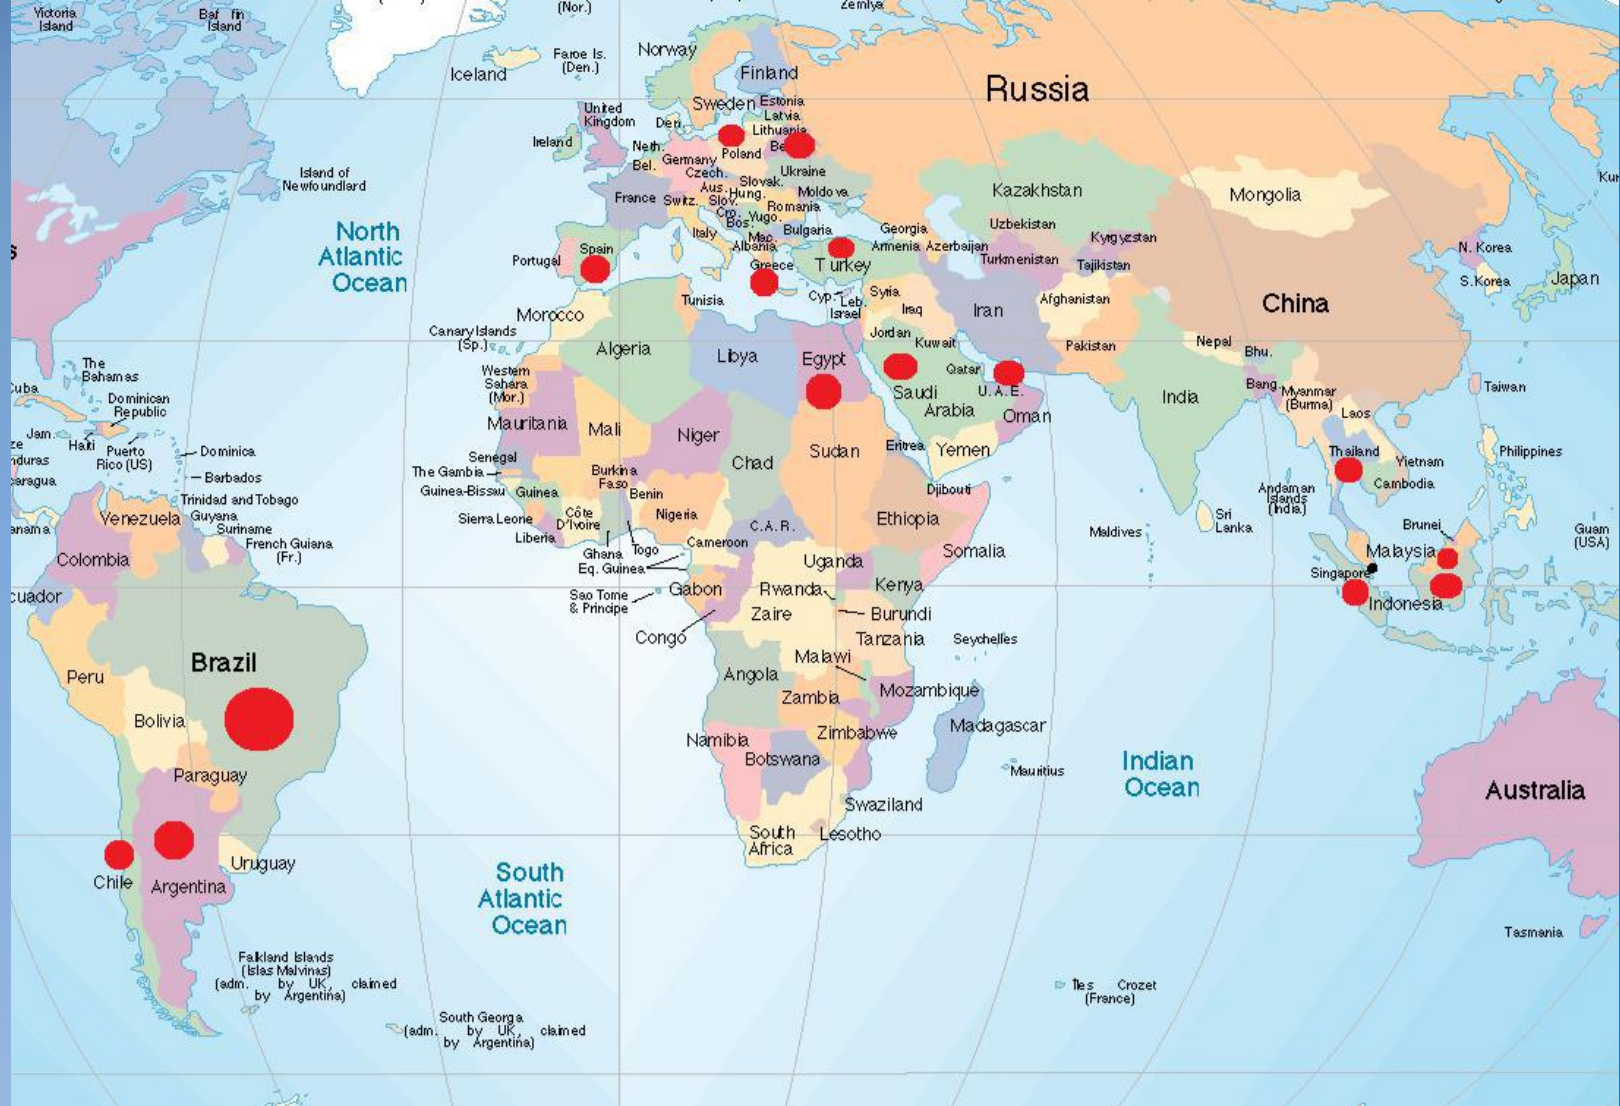 Victoria
Island
Baf fin
Island
(Nor.)
Zemlya
Iceland
Faroe Is.
(Den.)
Norway
Finland
Russia
Sweden
Estonia
Latvia
Lithuania
United
Kingdom
Den.
Ireland
Neth.
Bel.
Germany
Poland
Czech.
Ukraine
Slovak.
Aus.
Hung.
Moldova
France
Switz.
Slov.
Romania
Cro.
Yugo.
Bos.
Italy
Mac.
Bulgaria
Albania
Georgia
Armenia
Azerbaijan
Kazakhstan
Mongolia
Uzbekistan
Kyrgyzstan
Turkmenistan
Tajikistan
Island of
Newfoundland
North
Atlantic
Ocean
Portugal
Spain
Greece
Turkey
N. Korea
S.Korea
Japan
China
Tunisia
Cyp.
Leb.
Israel
Syria
Iraq
Iran
Afghanistan
Morocco
Canary Islands
(Sp.)
Algeria
Libya
Egypt
Jordan
Kuwait
Pakistan
Nepal
Bhu.
The
Bahamas
Dominican
Republic
Jam.
Haiti
Puerto
Rico (US)
Western
Sahara
(Mor.)
Saudi
Arabia
Qatar
U.A.E.
Oman
India
Bang.
Myanmar
(Burma)
Laos
Taiwan
Mauritania
Mali
Niger
Chad
Sudan
Eritrea
Yemen
Thailand
Vietnam
Cambodia
Philippines
Dominica
Barbados
Trinidad and Tobago
Guyana
Suriname
French Guiana
(Fr.)
Senegal
The Gambia
Guinea-Bissau
Guinea
Burkina
Faso
Benin
Sierra Leone
Liberia
Côte
D'Ivoire
Nigeria
Ghana
Togo
Eq. Guinea
C.A.R.
Cameroon
Djibouti
Ethiopia
Somalia
Maldives
Sri
Lanka
Andaman
Islands
(India)
Brunei
Guam
(USA)
Malaysia
Singapore
Indonesia
Venezuela
Colombia
Uganda
Kenya
Gabon
Rwanda
Sao Tome
& Principe
Zaire
Burundi
Congo
Tanzania
Seychelles
Brazil
Peru
Malawi
Angola
Zambia
Mozambique
Bolivia
Namibia
Zimbabwe
Madagascar
Botswana
Mauritius
Indian
Ocean
Paraguay
Swaziland
South
Africa
Lesotho
Australia
Uruguay
Chile
Argentina
South
Atlantic
Ocean
Tasmania
Falkland Islands
(Islas Malvinas)
(adm. by UK, claimed
by Argentina)
Îles Crozet
(France)
South Georgia
(adm. by UK, claimed
by Argentina)